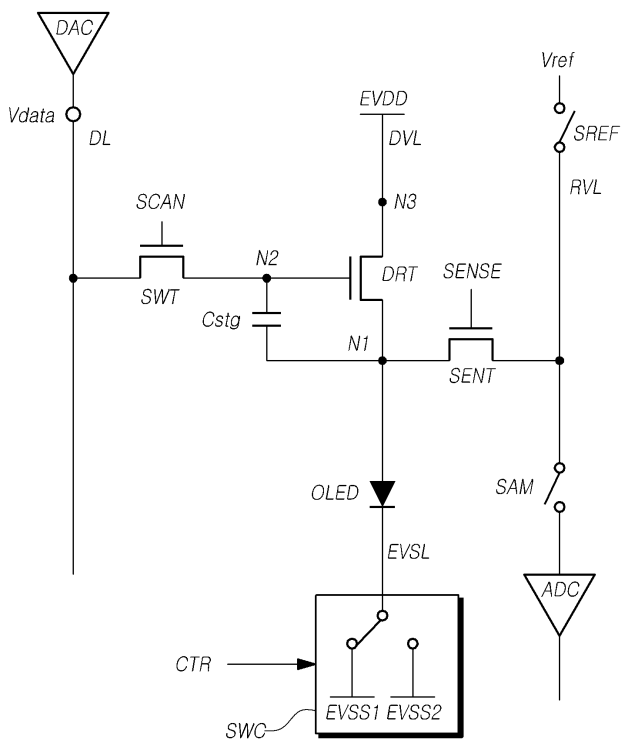 DAC
Vref
EVDD
Vdata
DL
DVL
SREF
RVL
SCAN
N3
N2
DRT
SENSE
SWT
Cstg
N1
SENT
OLED
SAM
EVSL
ADC
CTR
EVSS1 EVSS2
SWC